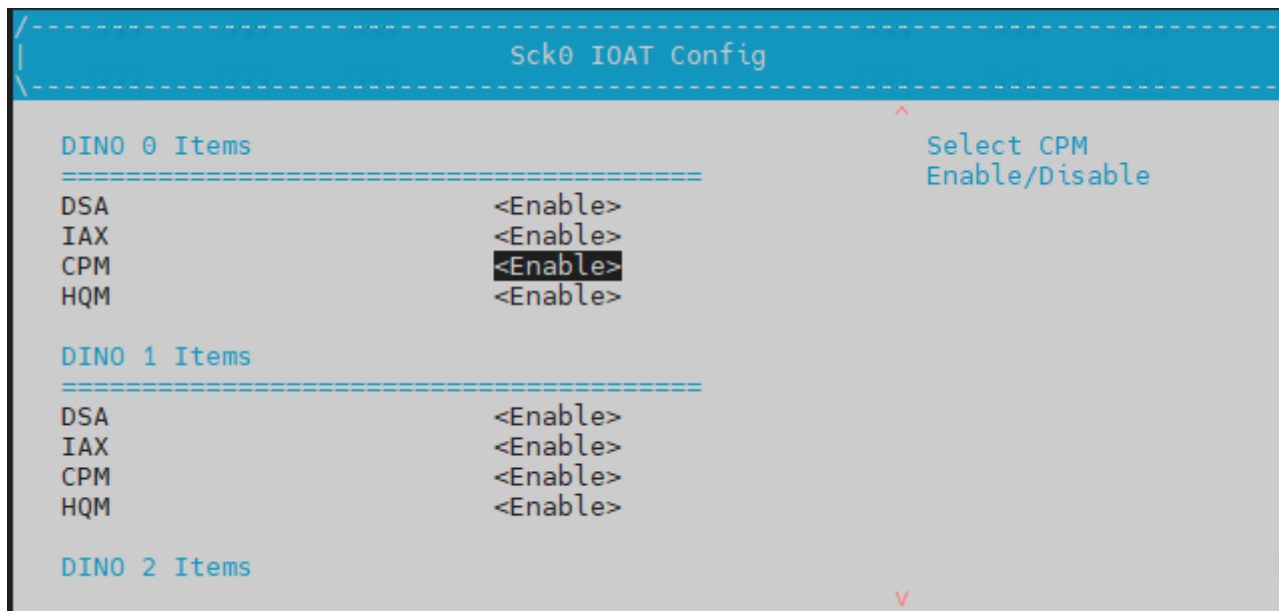 /------------------------------------------------------------------------------
| Sck0 IOAT Config
\------------------------------------------------------------------------------
^
DINO 0 Items Select CPM
======================================== Enable/Disable
DSA <Enable>
IAX <Enable>
CPM <Enable>
HQM <Enable>
DINO 1 Items
========================================
DSA <Enable>
IAX <Enable>
CPM <Enable>
HQM <Enable>
DINO 2 Items
v